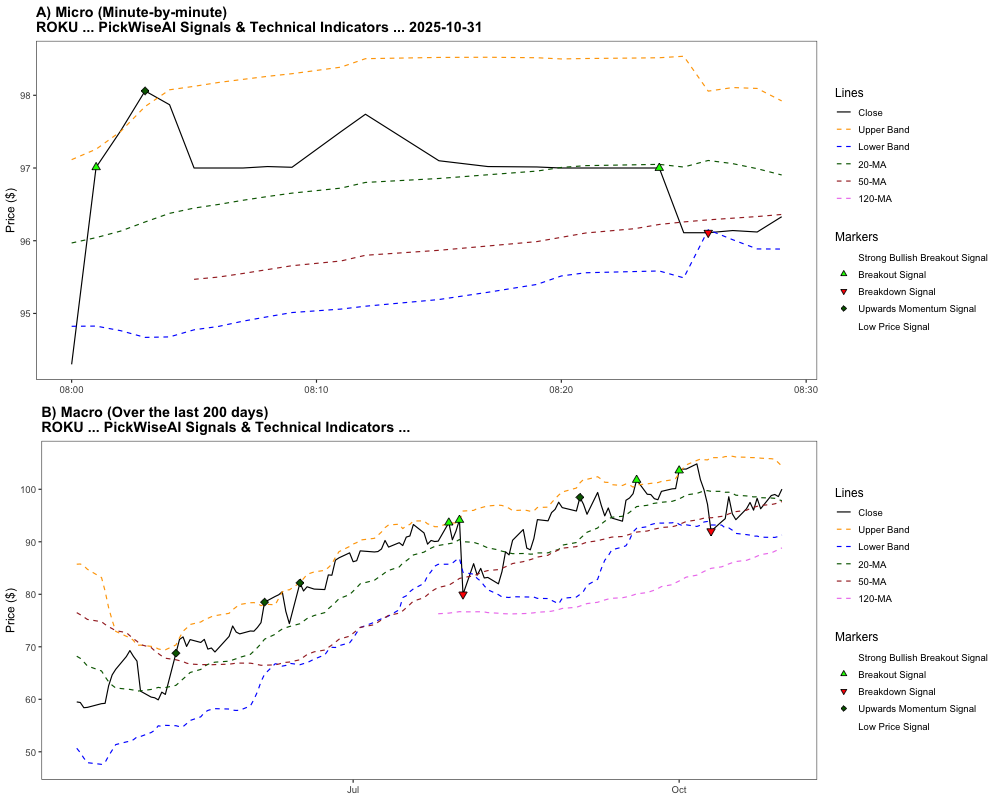 A) Micro (Minute-by-minute)
ROKU ... PickWiseAI Signals & Technical Indicators ... 2025-10-31
Price ($)
98
97
96
95
08:00
08:10
08:20
08:30
Lines
Close
Upper Band
Lower Band
20-MA
50-MA
120-MA
Markers
Strong Bullish Breakout Signal
Breakout Signal
Breakdown Signal
Upwards Momentum Signal
Low Price Signal
B) Macro (Over the last 200 days)
ROKU ... PickWiseAI Signals & Technical Indicators ...
Price ($)
100
90
80
70
60
50
Jul
Oct
Lines
Close
Upper Band
Lower Band
20-MA
50-MA
120-MA
Markers
Strong Bullish Breakout Signal
Breakout Signal
Breakdown Signal
Upwards Momentum Signal
Low Price Signal